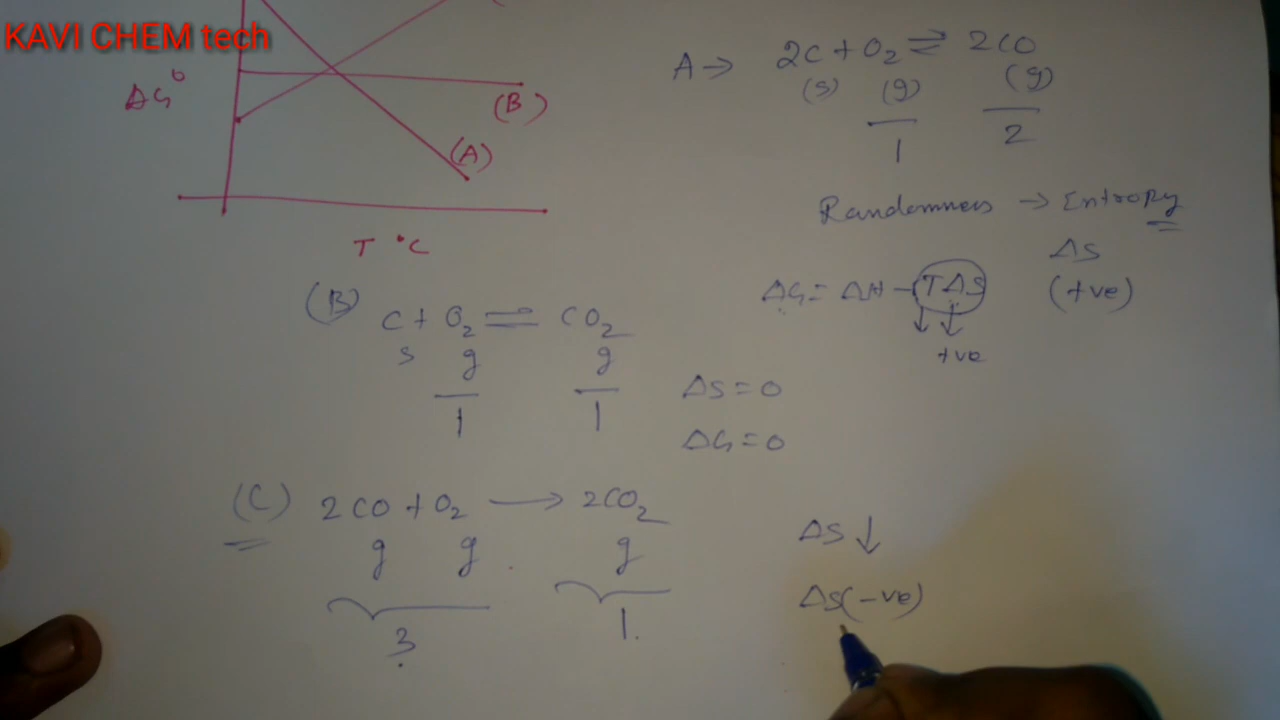 KAVI CHEM tech
ΔG°
(B)
(A)
T °C
A → 2C + O₂ ⇌ 2CO
(s) (g) (g)
1 2
Randomness → Entropy
ΔS
(+ve)
ΔG = ΔH - TΔS
↓ ↓
+ve
(B)
C + O₂ ⇌ CO₂
s g g
1 1
ΔS = 0
ΔG = 0
(C) 2CO + O₂ → 2CO₂
g g . g
3 1.
ΔS ↓
ΔS(-ve)